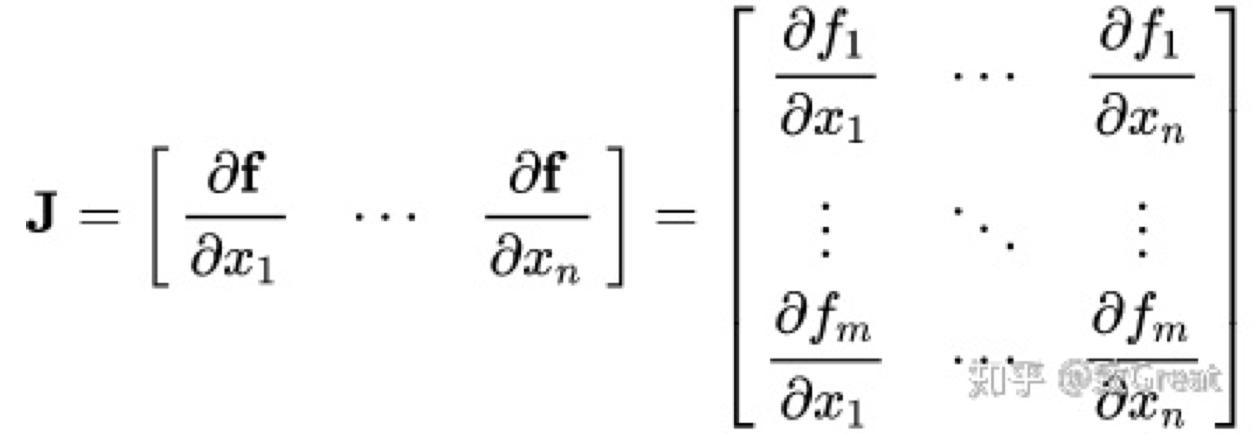 J = [ ∂f/∂x₁ ⋯ ∂f/∂xₙ ] = [ ∂f₁/∂x₁ ⋯ ∂f₁/∂xₙ
⋮ ⋱ ⋮
∂fₘ/∂x₁ ⋯ ∂fₘ/∂xₙ ]
知乎